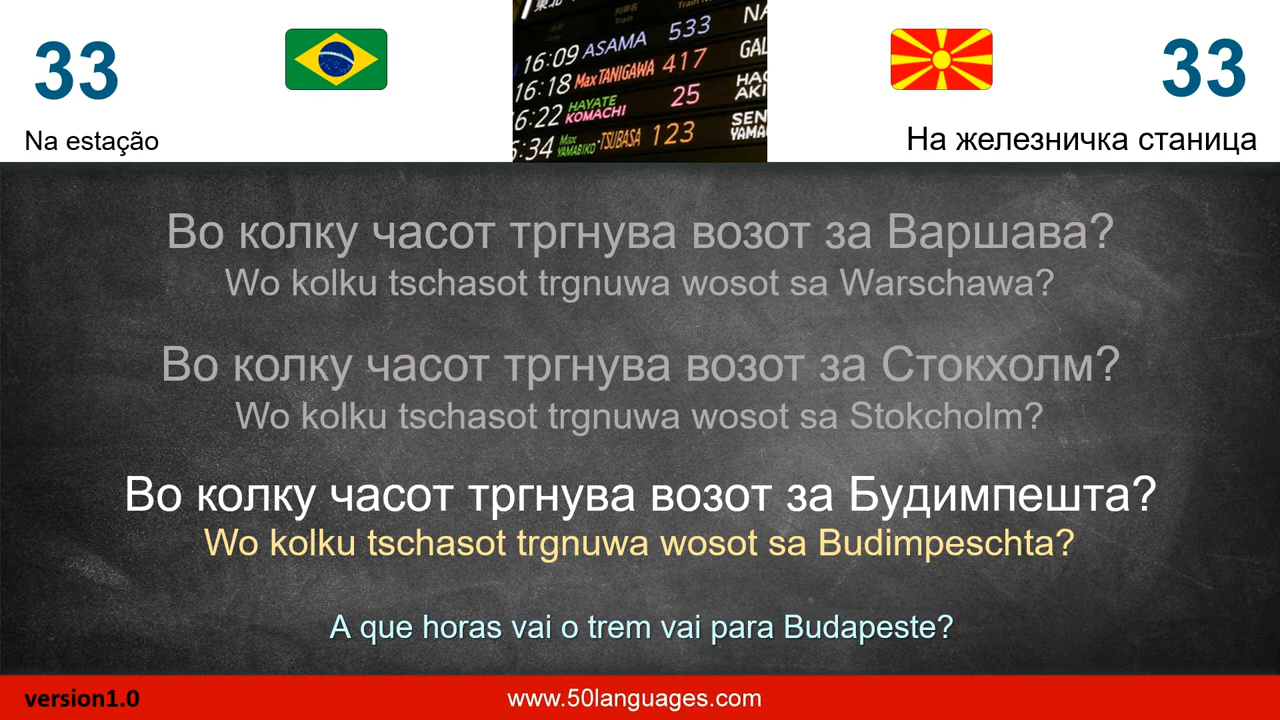 33
33
Na estação
На железничка станица
16:09 ASAMA 533
16:18 Max TANIGAWA 417
6:22 HAYATE KOMACHI 25
:34 Max YAMABIKO TSUBASA 123
Во колку часот тргнува возот за Варшава?
Wo kolku tschasot trgnuwa wosot sa Warschawa?
Во колку часот тргнува возот за Стокхолм?
Wo kolku tschasot trgnuwa wosot sa Stokcholm?
Во колку часот тргнува возот за Будимпешта?
Wo kolku tschasot trgnuwa wosot sa Budimpeschta?
A que horas vai o trem vai para Budapeste?
version1.0
www.50languages.com